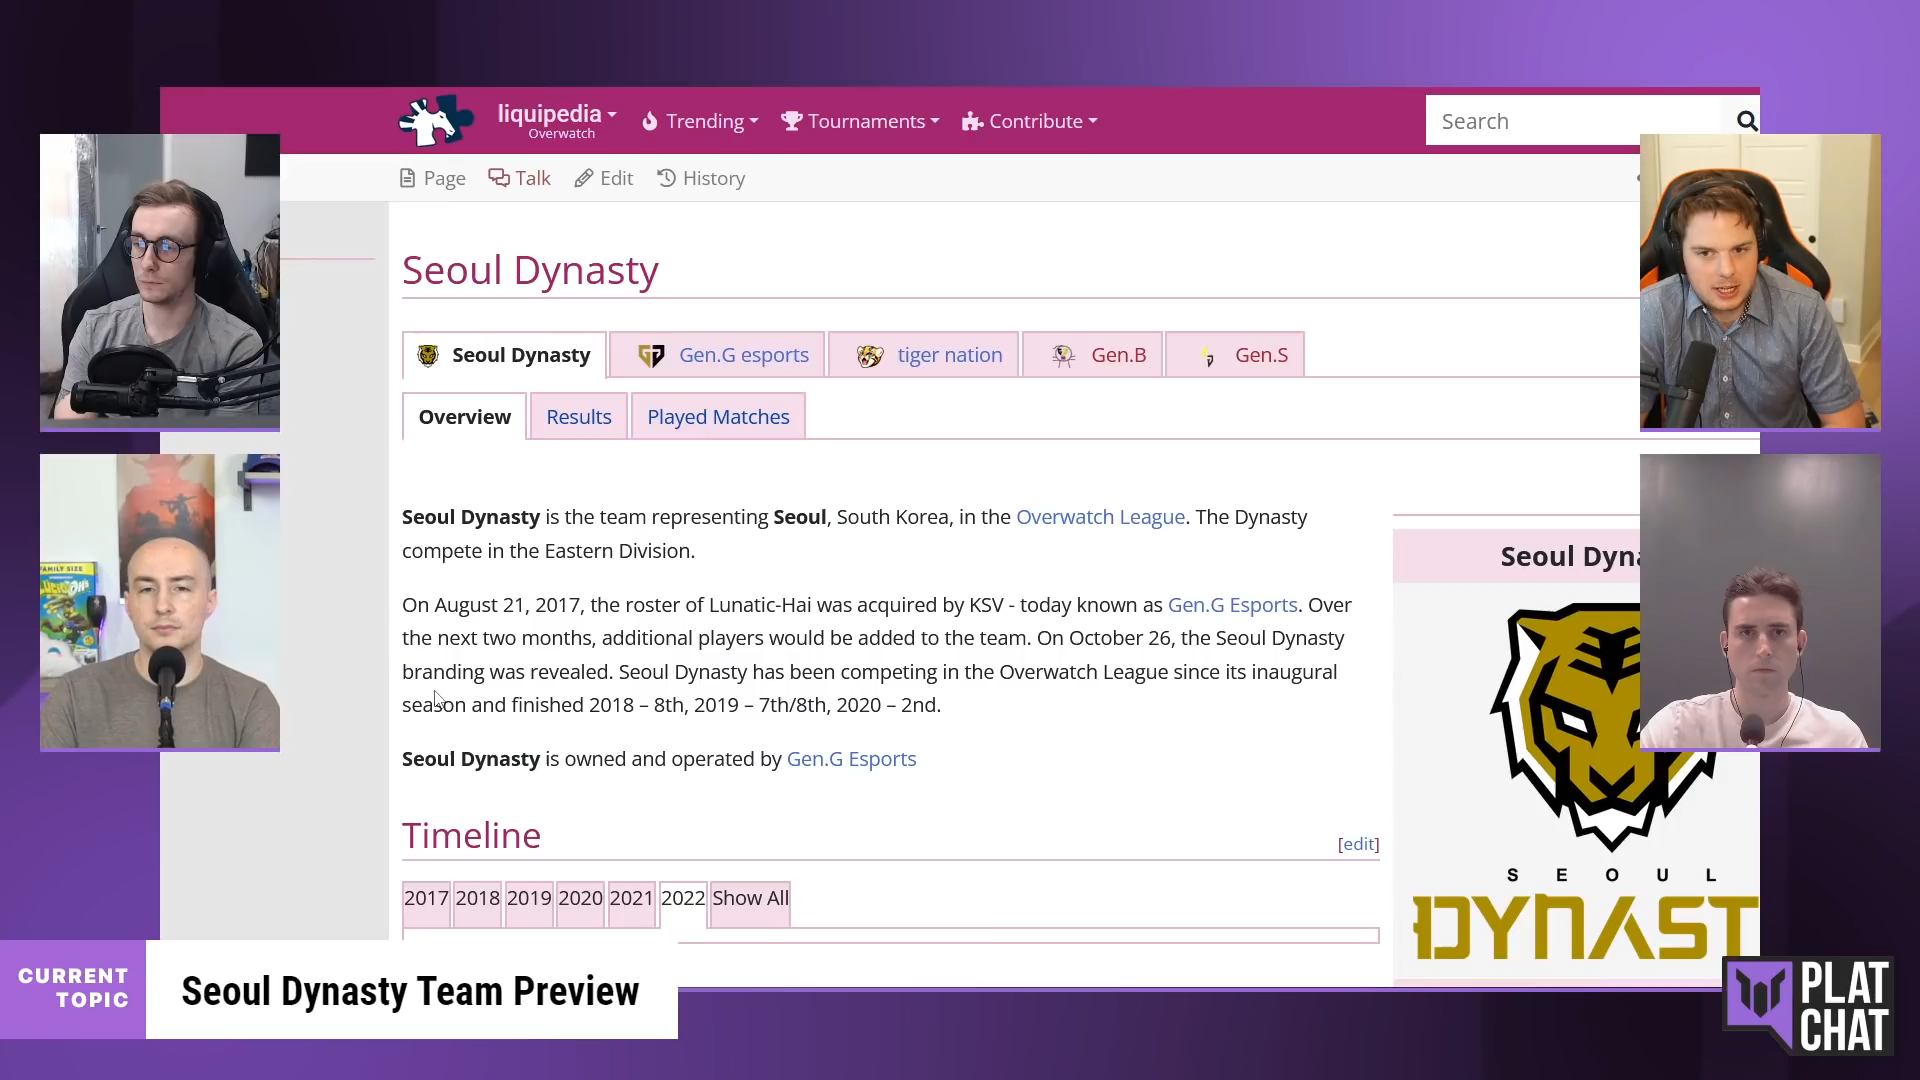 liquipedia
Overwatch
Trending
Tournaments
Contribute
Search
Page
Talk
Edit
History
Seoul Dynasty
Seoul Dynasty
Gen.G esports
tiger nation
Gen.B
Gen.S
Overview
Results
Played Matches
Seoul Dynasty is the team representing Seoul, South Korea, in the Overwatch League. The Dynasty
compete in the Eastern Division.
On August 21, 2017, the roster of Lunatic-Hai was acquired by KSV - today known as Gen.G Esports. Over
the next two months, additional players would be added to the team. On October 26, the Seoul Dynasty
branding was revealed. Seoul Dynasty has been competing in the Overwatch League since its inaugural
season and finished 2018 – 8th, 2019 – 7th/8th, 2020 – 2nd.
Seoul Dynasty is owned and operated by Gen.G Esports
Timeline
[edit]
2017
2018
2019
2020
2021
2022
Show All
Seoul Dyna
SEOUL
DYNAST
FAMILY SIZE
CURRENT
TOPIC
Seoul Dynasty Team Preview
PLAT
CHAT